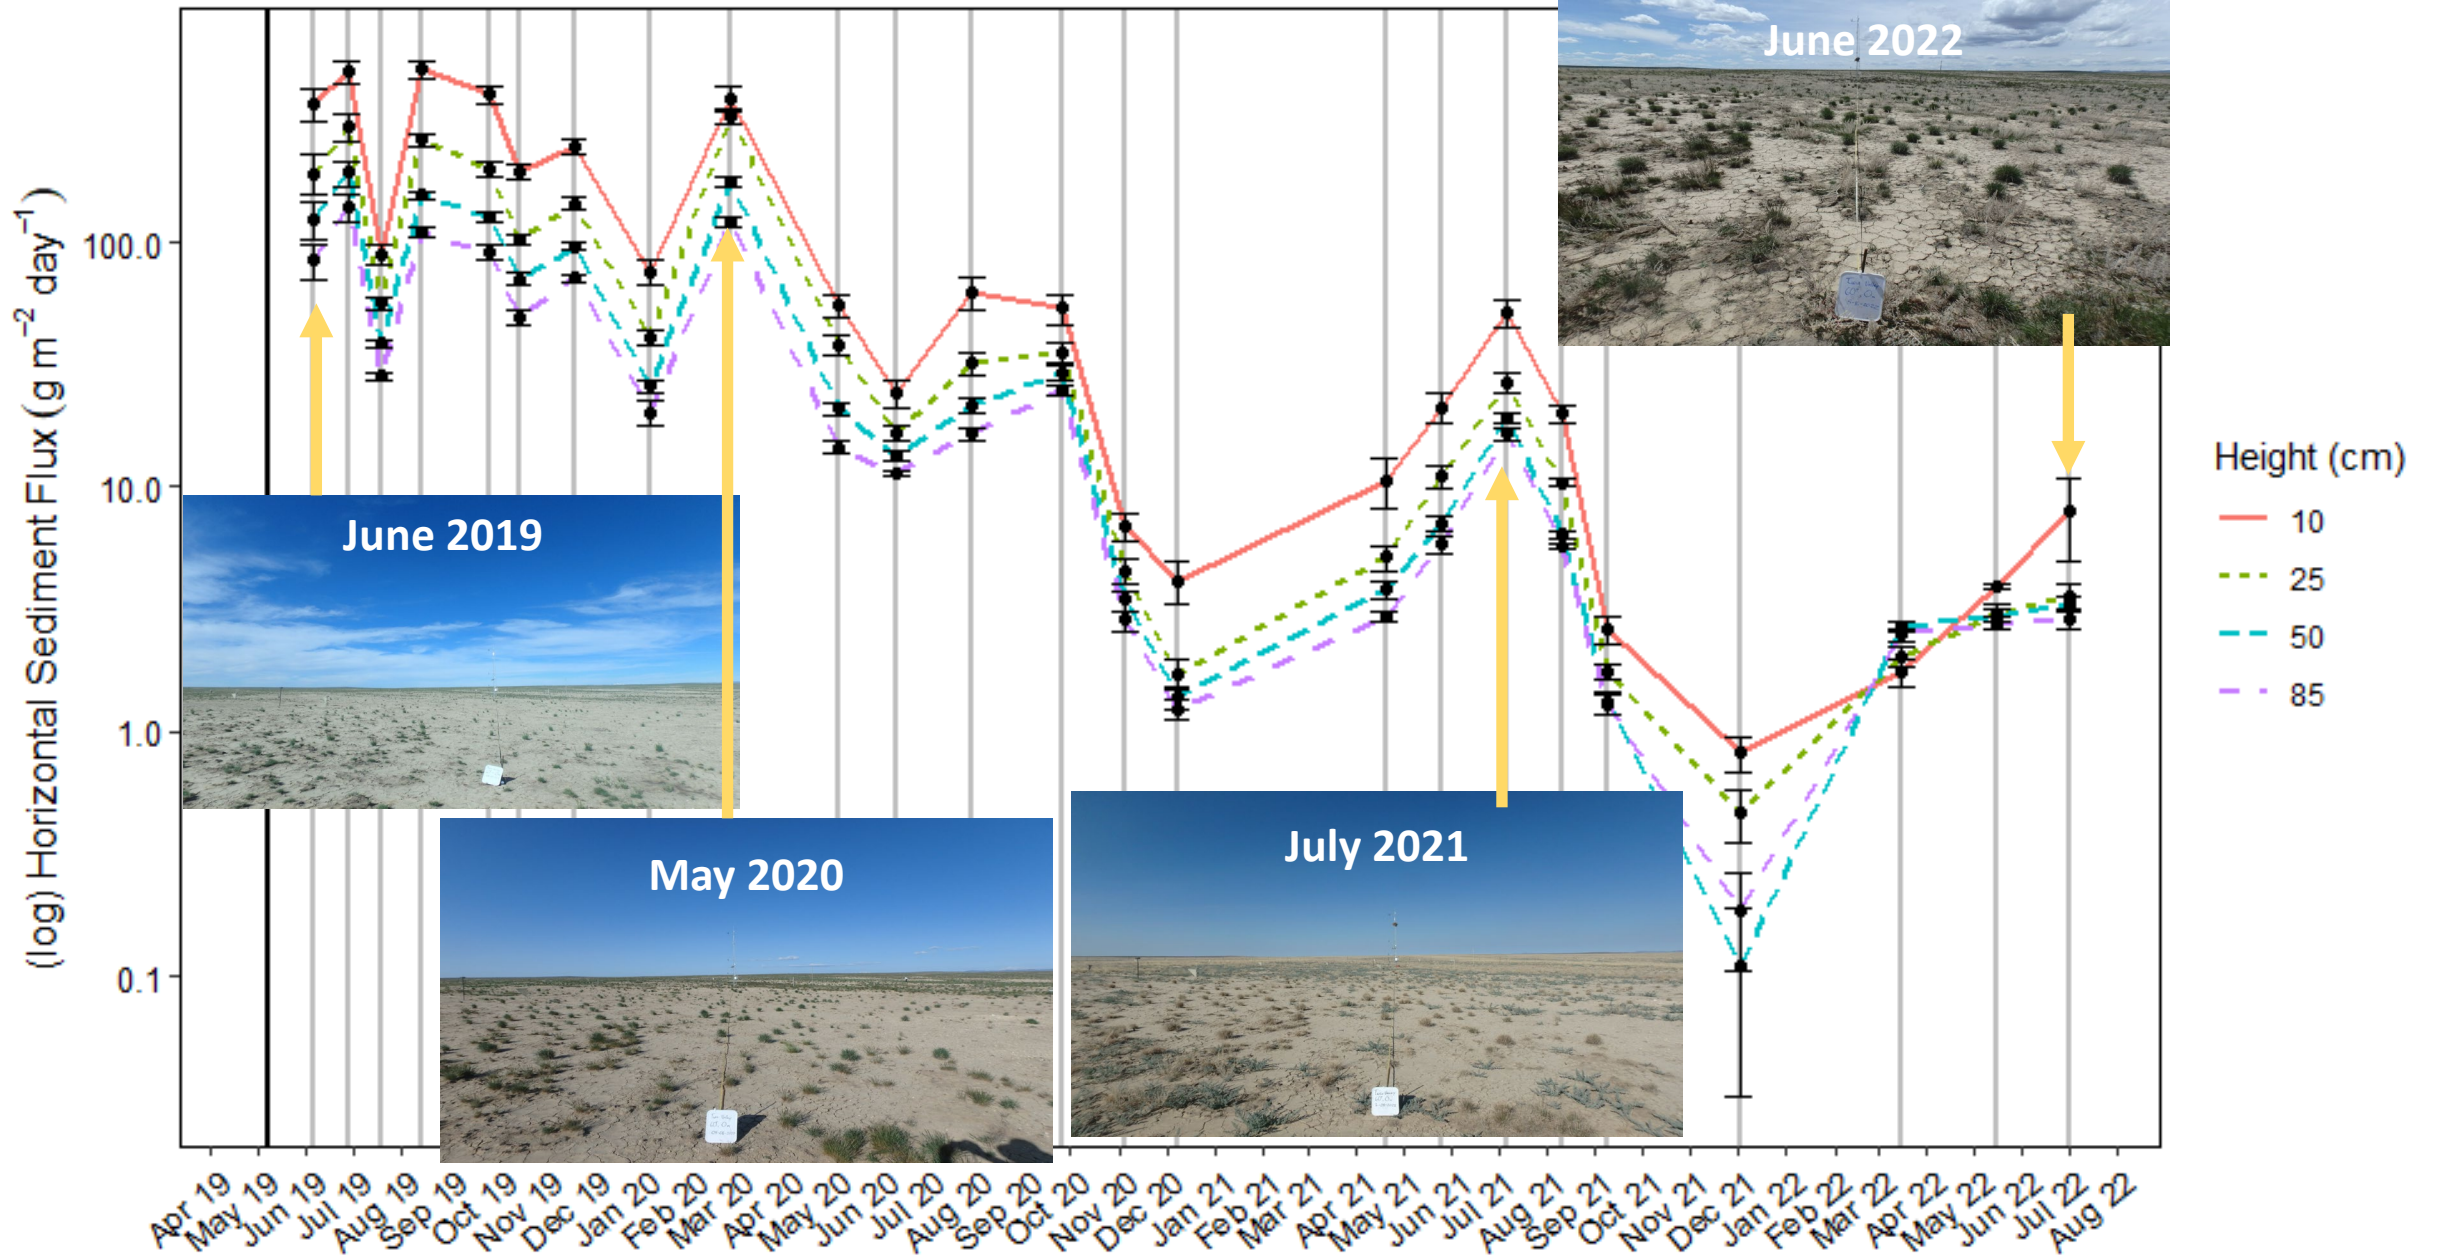 (log) Horizontal Sediment Flux (g m⁻² day⁻¹)
100.0
10.0
1.0
0.1
June 2022
June 2019
May 2020
July 2021
Height (cm)
10
25
50
85
Apr 19
May 19
Jun 19
Jul 19
Aug 19
Sep 19
Oct 19
Nov 19
Dec 19
Jan 20
Feb 20
Mar 20
Apr 20
May 20
Jun 20
Jul 20
Aug 20
Sep 20
Oct 20
Nov 20
Dec 20
Jan 21
Feb 21
Mar 21
Apr 21
May 21
Jun 21
Jul 21
Aug 21
Sep 21
Oct 21
Nov 21
Dec 21
Jan 22
Feb 22
Mar 22
Apr 22
May 22
Jun 22
Jul 22
Aug 22